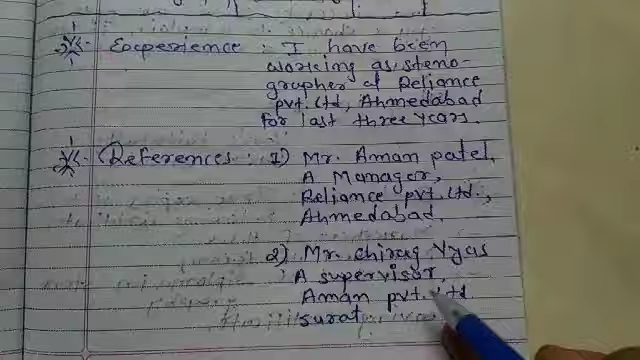 Experience : I have been
working as steno-
grapher at Reliance
pvt. Ltd, Ahmedabad
for last three years.
References : 1) Mr. Aman patel,
A Manager,
Reliance pvt. Ltd.,
Ahmedabad.
2) Mr. chirag Vyas
A supervisor,
Aman pvt. Ltd
surat